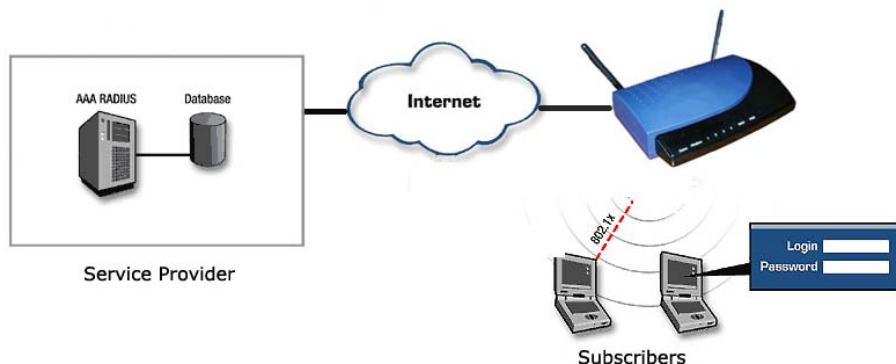 AAA RADIUS
Database
Service Provider
Internet
802.1x
Login
Password
Subscribers